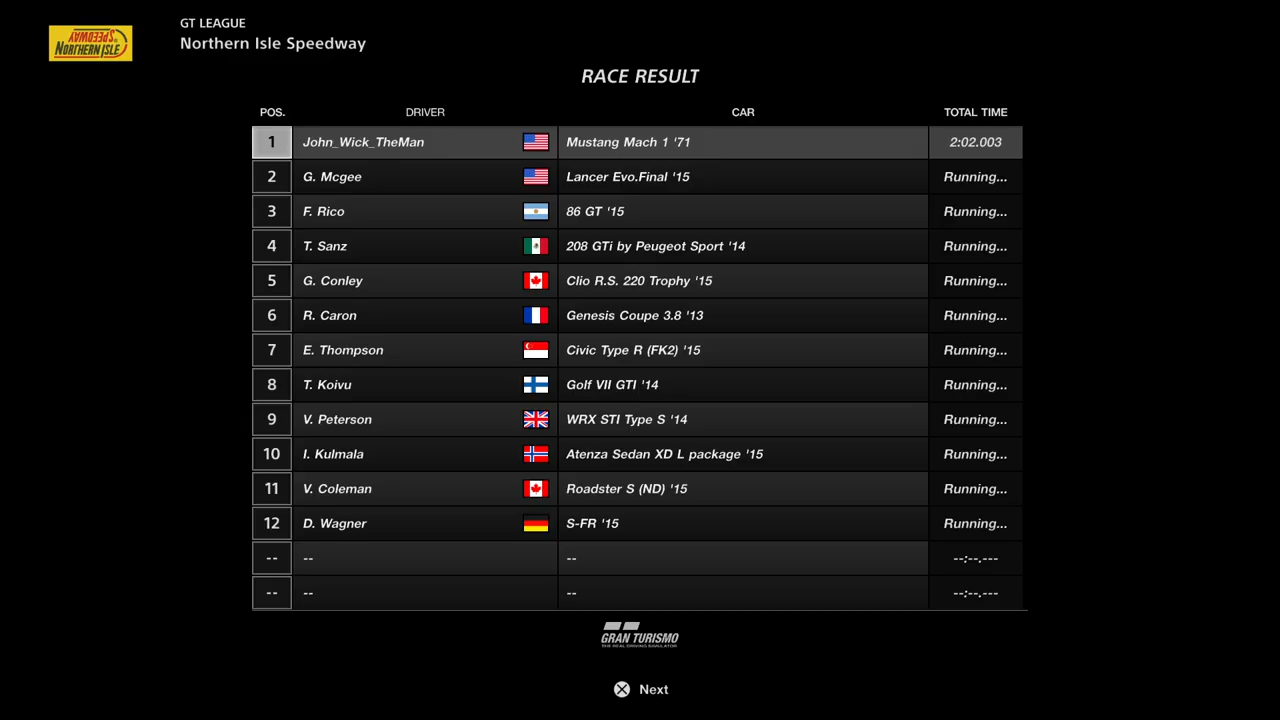 GT LEAGUE
Northern Isle Speedway
SPEEDWAY
NORTHERN ISLE
RACE RESULT
POS. DRIVER CAR TOTAL TIME
1 John_Wick_TheMan Mustang Mach 1 '71 2:02.003
2 G. Mcgee Lancer Evo.Final '15 Running...
3 F. Rico 86 GT '15 Running...
4 T. Sanz 208 GTi by Peugeot Sport '14 Running...
5 G. Conley Clio R.S. 220 Trophy '15 Running...
6 R. Caron Genesis Coupe 3.8 '13 Running...
7 E. Thompson Civic Type R (FK2) '15 Running...
8 T. Koivu Golf VII GTI '14 Running...
9 V. Peterson WRX STI Type S '14 Running...
10 I. Kulmala Atenza Sedan XD L package '15 Running...
11 V. Coleman Roadster S (ND) '15 Running...
12 D. Wagner S-FR '15 Running...
-- -- -- --:--.---
-- -- -- --:--.---
GRAN TURISMO
THE REAL DRIVING SIMULATOR
Next